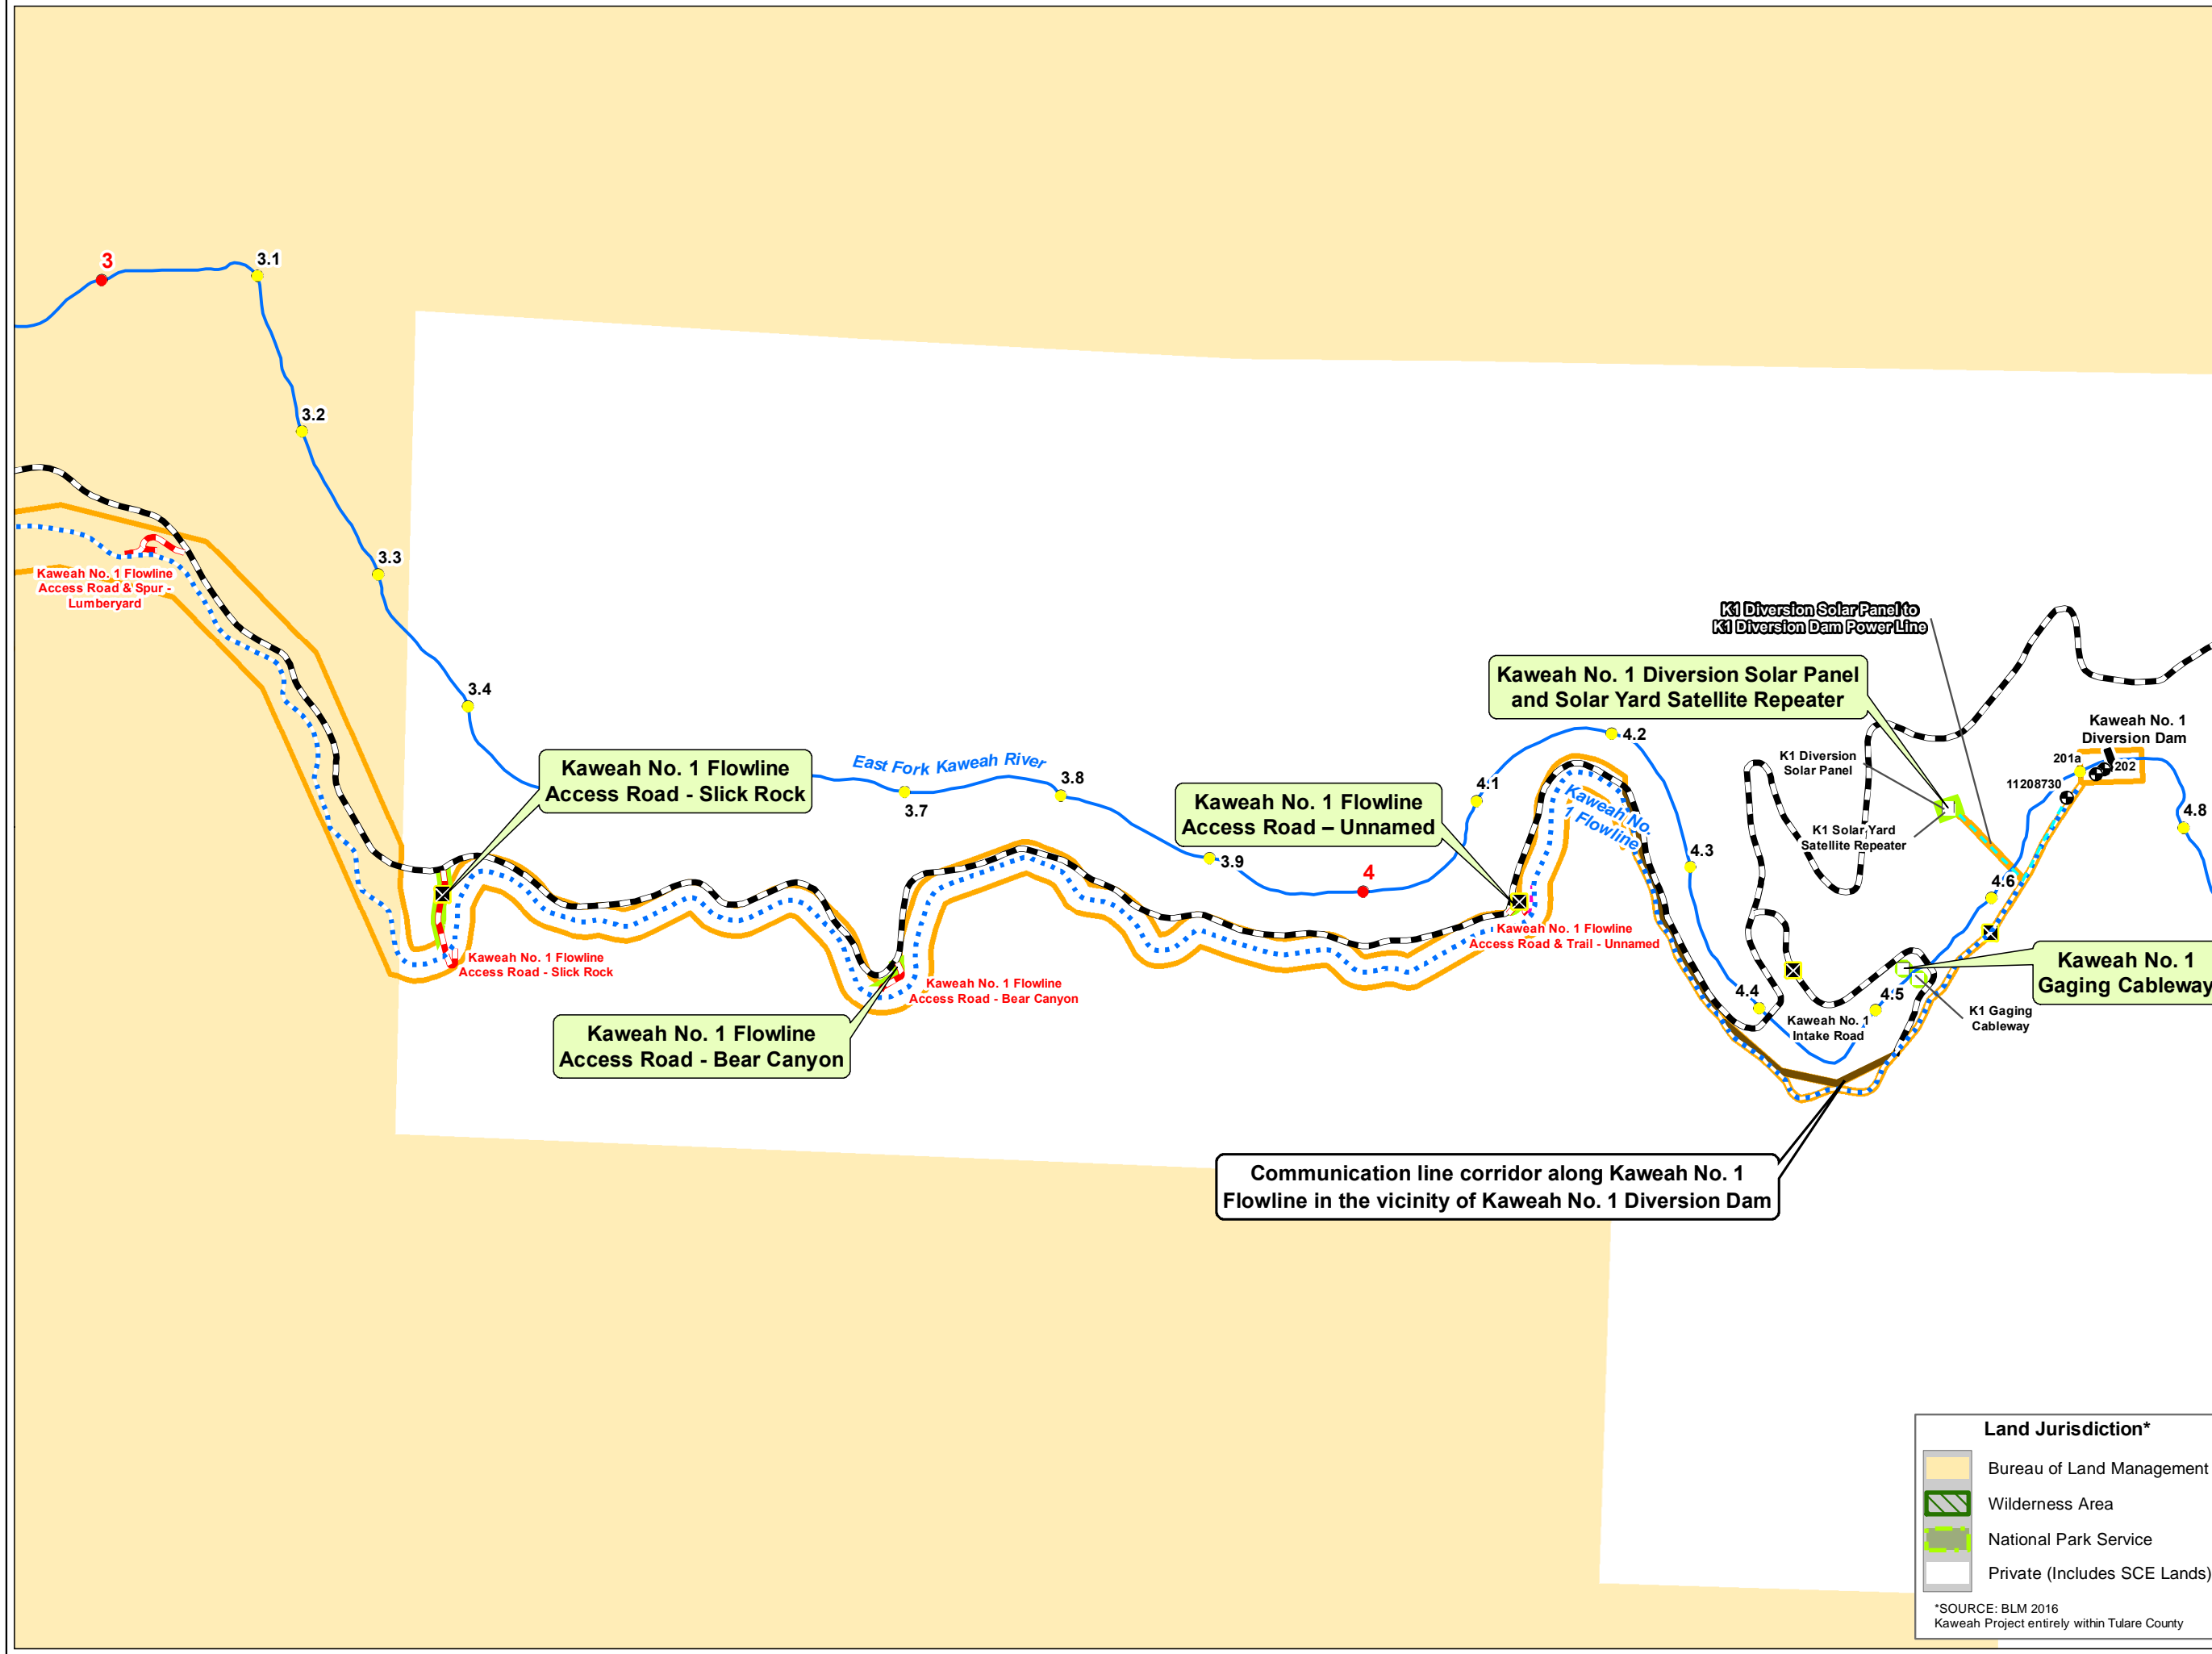 3
3.1
3.2
3.3
3.4
Kaweah No. 1 Flowline
Access Road & Spur -
Lumberyard
Kaweah No. 1 Flowline
Access Road - Slick Rock
East Fork Kaweah River
3.7
3.8
3.9
4
4.1
4.2
4.3
4.4
4.5
4.6
4.8
Kaweah No. 1 Flowline
Access Road – Unnamed
Kaweah No. 1 Diversion Solar Panel
and Solar Yard Satellite Repeater
K1 Diversion Solar Panel to
K1 Diversion Dam Power Line
Kaweah No. 1
Diversion Dam
201a
202
11208730
K1 Diversion
Solar Panel
K1 Solar Yard
Satellite Repeater
Kaweah No.
1 Flowline
Kaweah No. 1 Flowline
Access Road & Trail - Unnamed
Kaweah No. 1 Flowline
Access Road - Slick Rock
Kaweah No. 1 Flowline
Access Road - Bear Canyon
Kaweah No. 1 Flowline
Access Road - Bear Canyon
Kaweah No. 1
Gaging Cableway
K1 Gaging
Cableway
Kaweah No. 1
Intake Road
Communication line corridor along Kaweah No. 1
Flowline in the vicinity of Kaweah No. 1 Diversion Dam
Land Jurisdiction*
Bureau of Land Management
Wilderness Area
National Park Service
Private (Includes SCE Lands)
*SOURCE: BLM 2016
Kaweah Project entirely within Tulare County